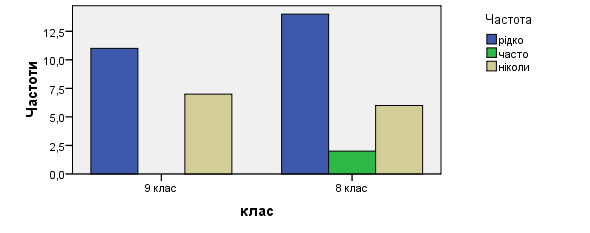 Частота
рідко
часто
ніколи
Частоти
12,5
10,0
7,5
5,0
2,5
0,0
9 клас
8 клас
клас